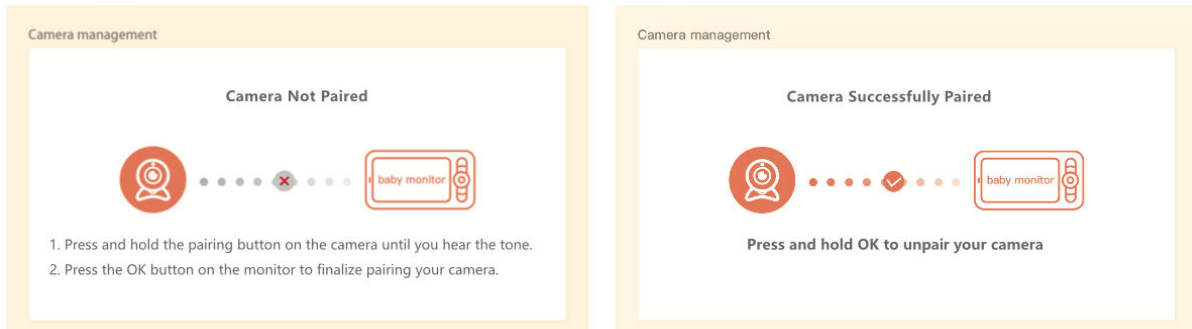 Camera management
Camera Not Paired
baby monitor
1. Press and hold the pairing button on the camera until you hear the tone.
2. Press the OK button on the monitor to finalize pairing your camera.
Camera management
Camera Successfully Paired
baby monitor
Press and hold OK to unpair your camera